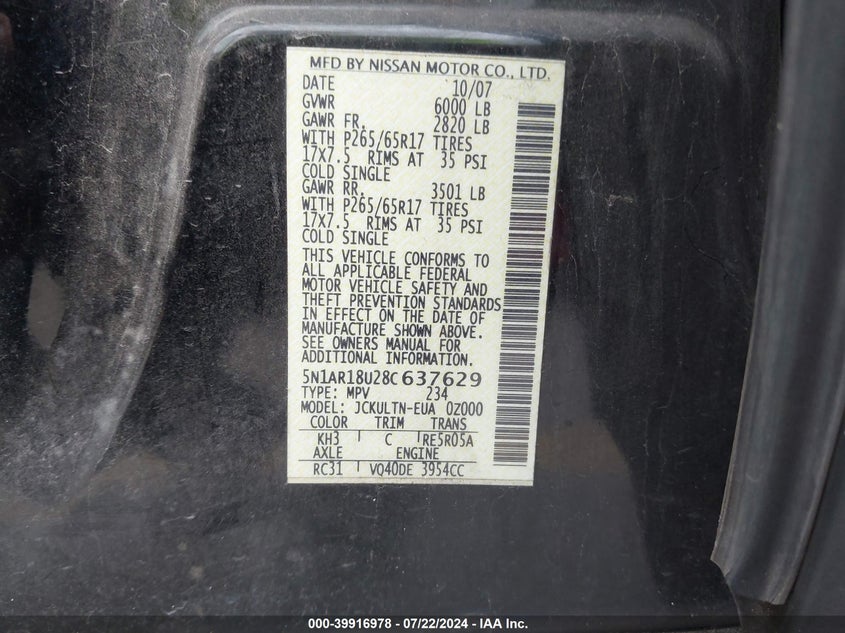 MFD BY NISSAN MOTOR CO., LTD.
DATE 10/07
GVWR 6000 LB
GAWR FR. 2820 LB
WITH P265/65R17 TIRES
17X7.5 RIMS AT 35 PSI
COLD SINGLE
GAWR RR. 3501 LB
WITH P265/65R17 TIRES
17X7.5 RIMS AT 35 PSI
COLD SINGLE
THIS VEHICLE CONFORMS TO
ALL APPLICABLE FEDERAL
MOTOR VEHICLE SAFETY AND
THEFT PREVENTION STANDARDS
IN EFFECT ON THE DATE OF
MANUFACTURE SHOWN ABOVE.
SEE OWNERS MANUAL FOR
ADDITIONAL INFORMATION.
5N1AR18U28C637629
TYPE: MPV 234
MODEL: JCKULTN-EUA 0Z000
COLOR TRIM TRANS
KH3 C RE5R05A
AXLE ENGINE
RC31 VQ40DE 3954CC
000-39916978 - 07/22/2024 - IAA Inc.